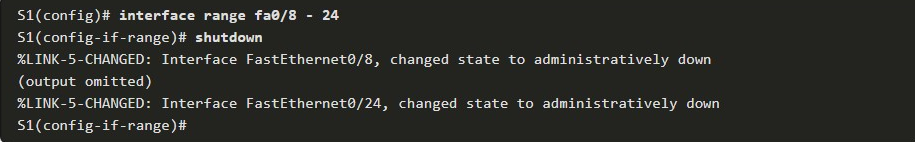 S1(config)# interface range fa0/8 - 24
S1(config-if-range)# shutdown
%LINK-5-CHANGED: Interface FastEthernet0/8, changed state to administratively down
(output omitted)
%LINK-5-CHANGED: Interface FastEthernet0/24, changed state to administratively down
S1(config-if-range)#